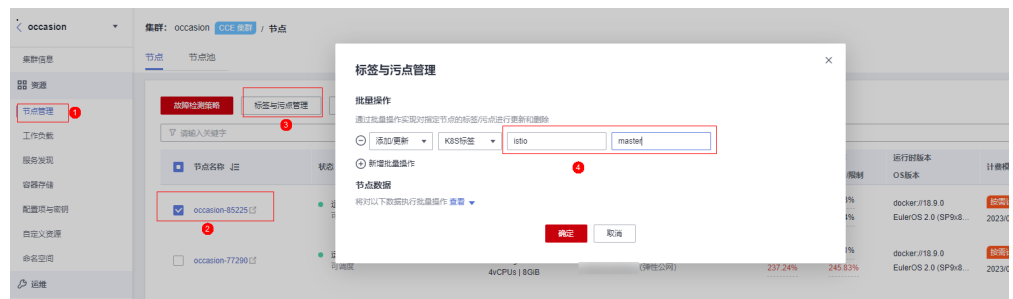 occasion
集群： occasion CCE 集群 / 节点
集群信息
节点 节点池
资源
节点管理 1
工作负载
服务发现
容器存储
配置项与密钥
自定义资源
命名空间
运维
故障检测策略 标签与污点管理
3
请输入关键字
节点名称 状态
occasion-85225
2
occasion-77290
可调度
标签与污点管理
批量操作
通过批量操作实现对指定节点的标签/污点进行更新和删除
添加/更新 K8S标签 istio master
4
新增批量操作
节点数据
将对以下数据执行批量操作 查看
确定 取消
4vCPUs | 8GiB (弹性公网) 237.24% 245.83%
运行时版本
OS版本
docker://18.9.0
EulerOS 2.0 (SP9x8...
2023/0
docker://18.9.0
EulerOS 2.0 (SP9x8...
2023/0